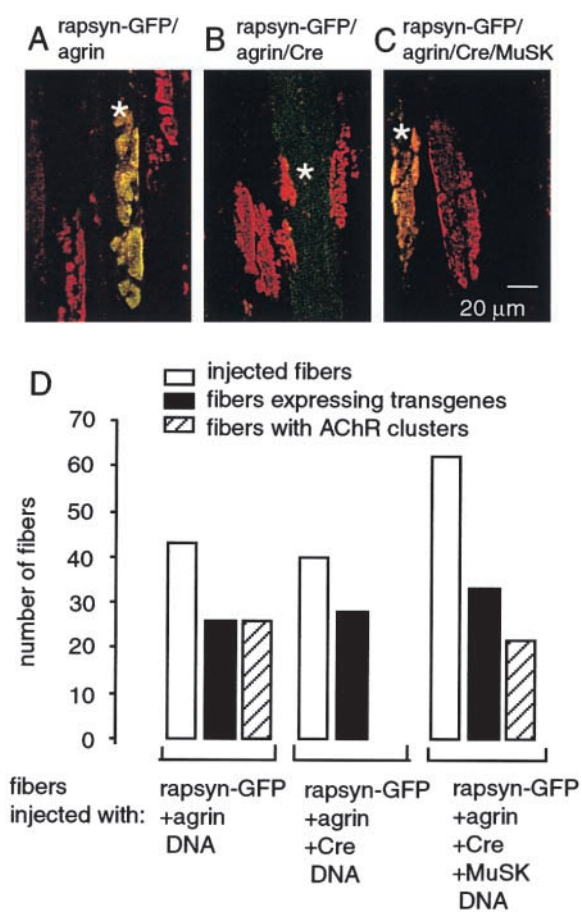 A rapsyn-GFP/
agrin
B rapsyn-GFP/
agrin/Cre
C rapsyn-GFP/
agrin/Cre/MuSK
*
*
*
20 μm
D
injected fibers
fibers expressing transgenes
fibers with AChR clusters
number of fibers
70
60
50
40
30
20
10
0
fibers
injected with:
rapsyn-GFP
+agrin
DNA
rapsyn-GFP
+agrin
+Cre
DNA
rapsyn-GFP
+agrin
+Cre
+MuSK
DNA